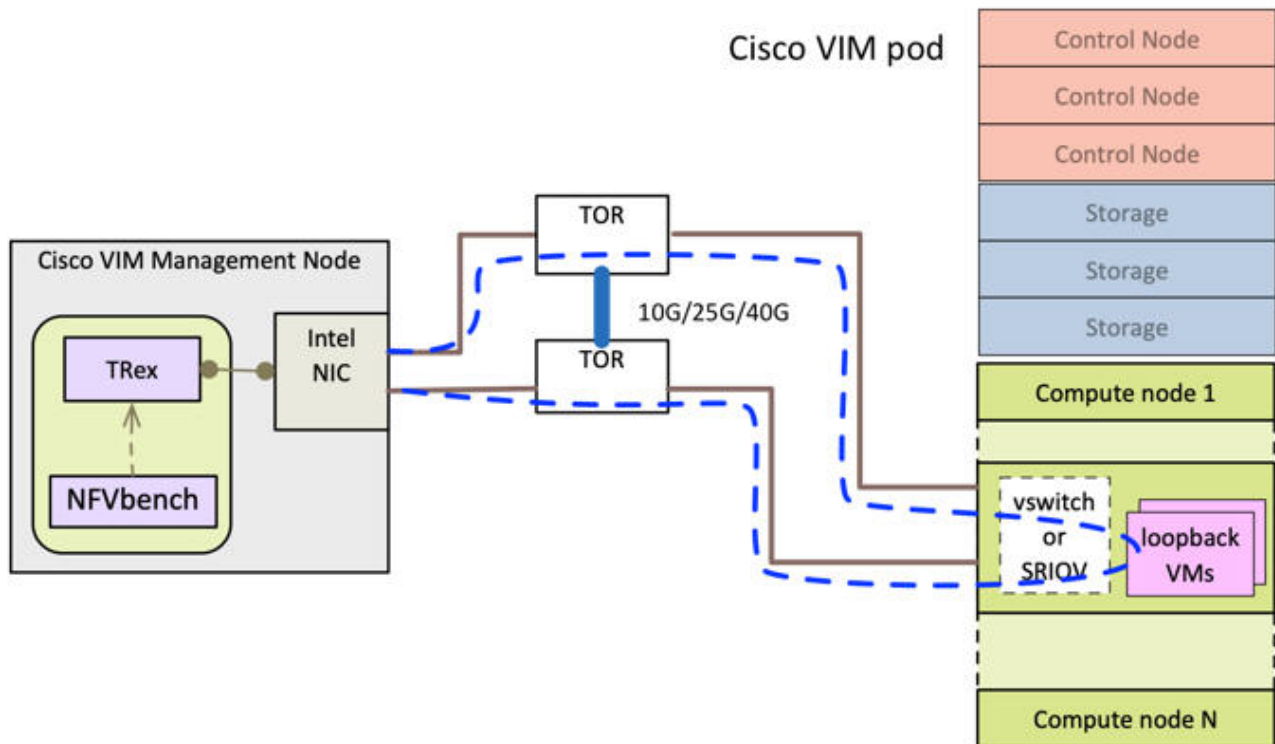 Cisco VIM pod
Control Node
Control Node
Control Node
Storage
Storage
Storage
Cisco VIM Management Node
TRex
NFVbench
Intel
NIC
TOR
10G/25G/40G
TOR
Compute node 1
vswitch
or
SRIOV
loopback
VMs
Compute node N